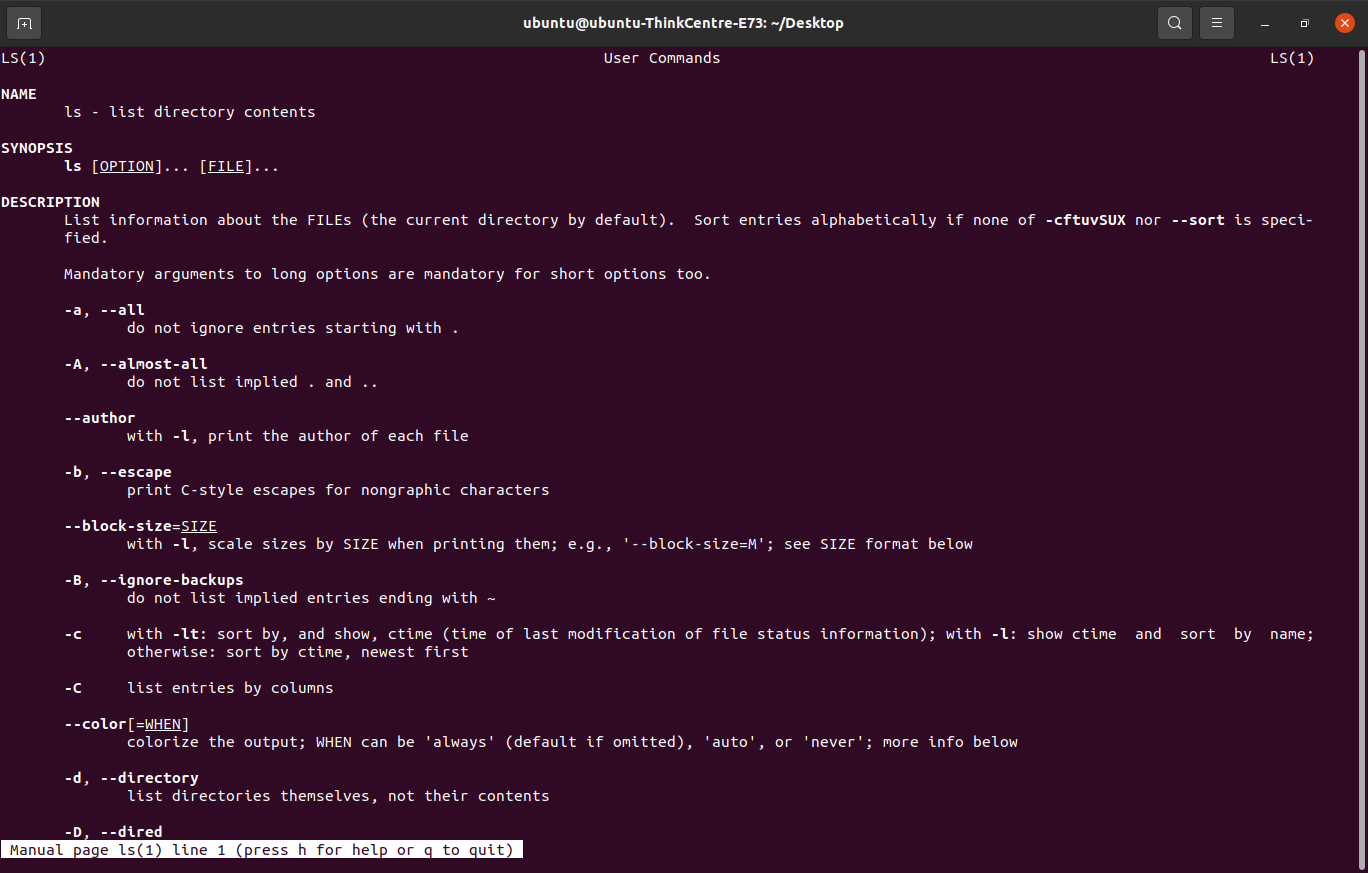 ubuntu@ubuntu-ThinkCentre-E73: ~/Desktop
LS(1) User Commands LS(1)
NAME
ls - list directory contents
SYNOPSIS
ls [OPTION]... [FILE]...
DESCRIPTION
List information about the FILEs (the current directory by default).  Sort entries alphabetically if none of -cftuvSUX nor --sort is speci-
fied.
Mandatory arguments to long options are mandatory for short options too.
-a, --all
do not ignore entries starting with .
-A, --almost-all
do not list implied . and ..
--author
with -l, print the author of each file
-b, --escape
print C-style escapes for nongraphic characters
--block-size=SIZE
with -l, scale sizes by SIZE when printing them; e.g., '--block-size=M'; see SIZE format below
-B, --ignore-backups
do not list implied entries ending with ~
-c with -lt: sort by, and show, ctime (time of last modification of file status information); with -l: show ctime and sort by name;
otherwise: sort by ctime, newest first
-C list entries by columns
--color[=WHEN]
colorize the output; WHEN can be 'always' (default if omitted), 'auto', or 'never'; more info below
-d, --directory
list directories themselves, not their contents
-D, --dired
Manual page ls(1) line 1 (press h for help or q to quit)